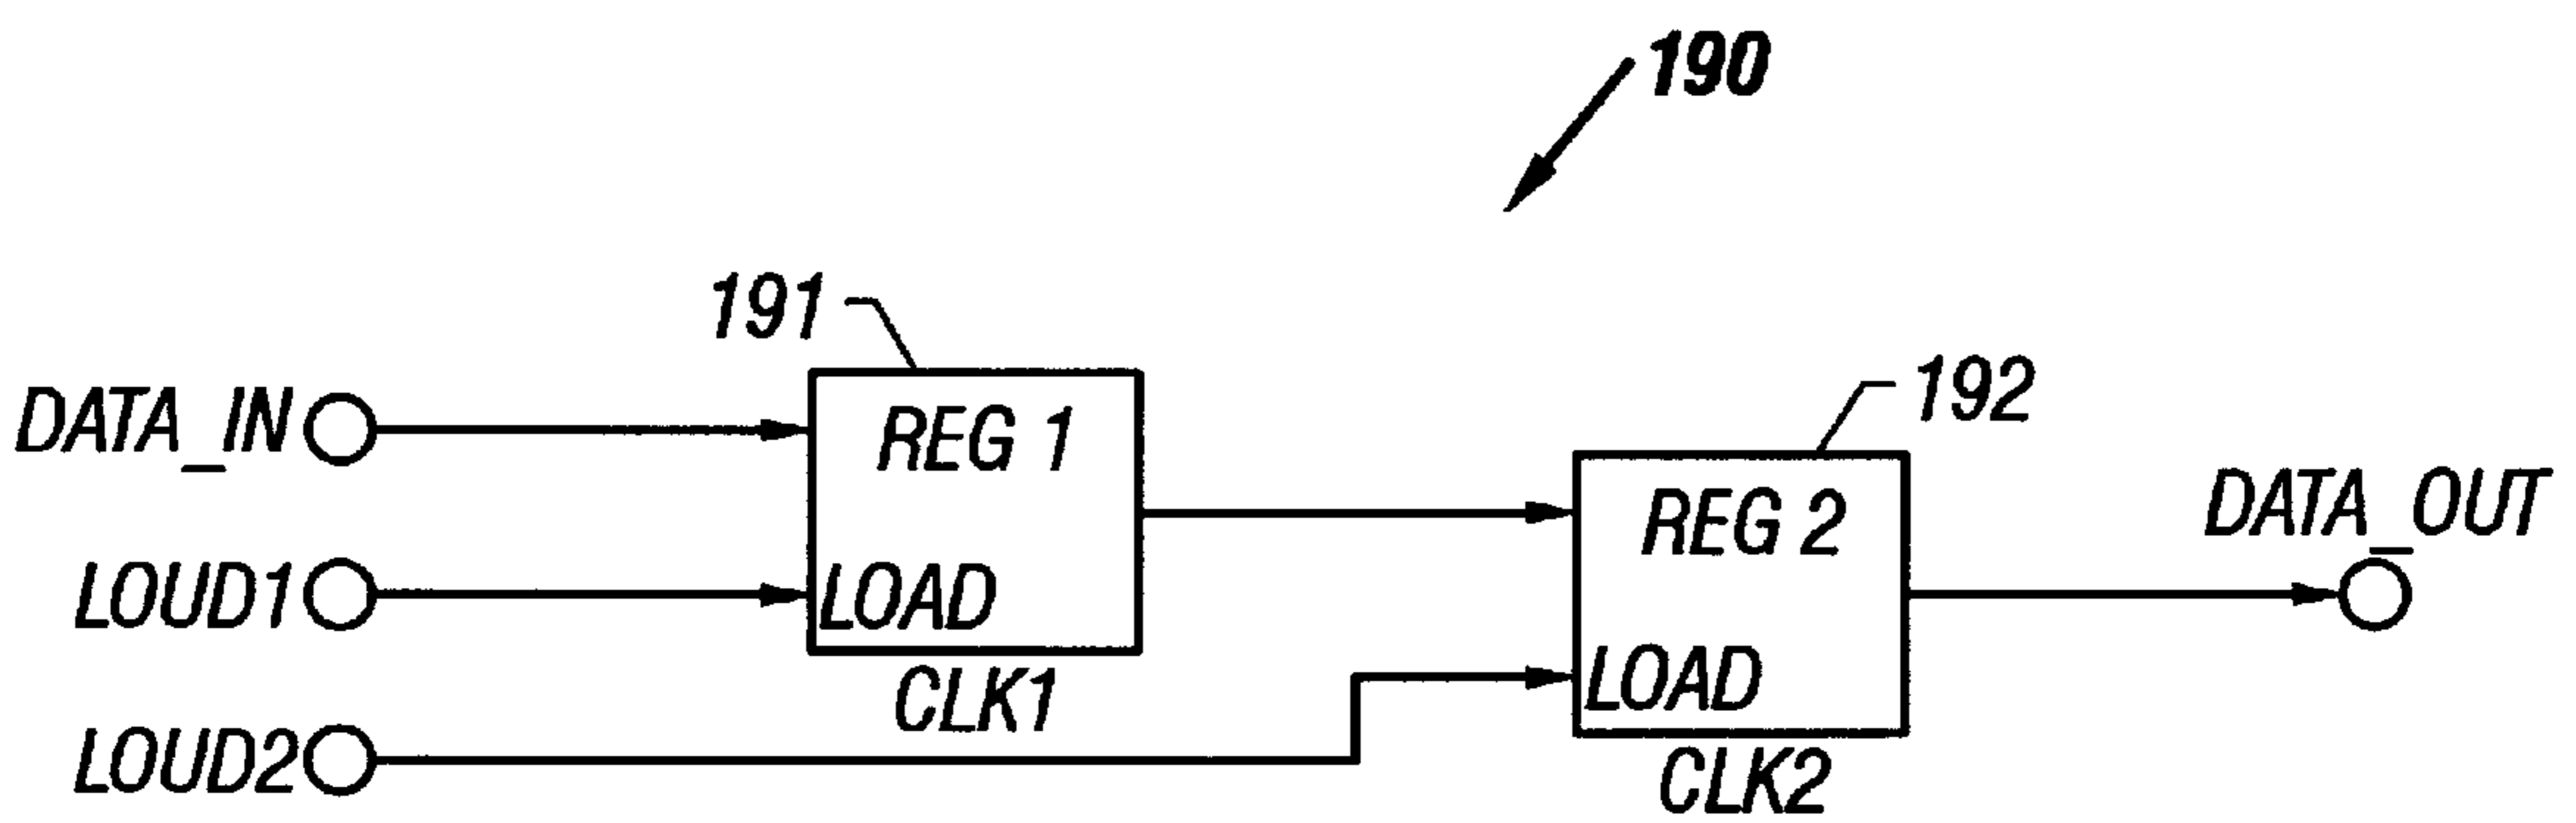 190
191
192
DATA_IN
REG 1
REG 2
DATA_OUT
LOUD1
LOAD
LOAD
CLK1
LOUD2
CLK2